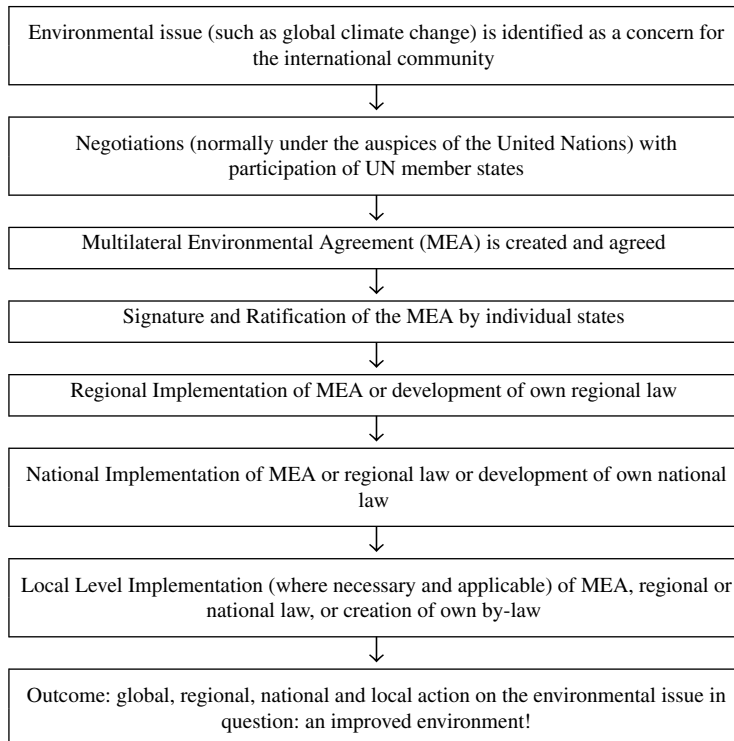 Environmental issue (such as global climate change) is identified as a concern for
the international community
Negotiations (normally under the auspices of the United Nations) with
participation of UN member states
Multilateral Environmental Agreement (MEA) is created and agreed
Signature and Ratification of the MEA by individual states
Regional Implementation of MEA or development of own regional law
National Implementation of MEA or regional law or development of own national
law
Local Level Implementation (where necessary and applicable) of MEA, regional or
national law, or creation of own by-law
Outcome: global, regional, national and local action on the environmental issue in
question: an improved environment!